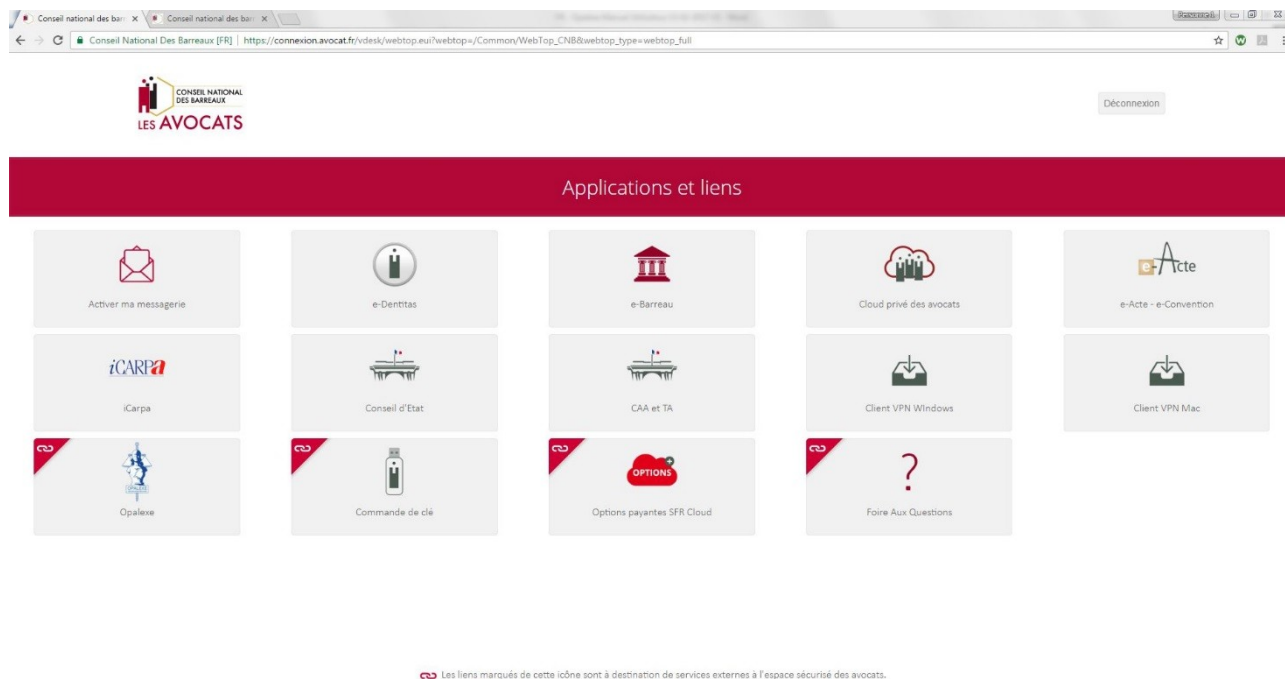 Conseil national des barr
Conseil national des barr
Personne 1
Conseil National Des Barreaux [FR] | https://connexion.avocat.fr/vdesk/webtop.eui?webtop=/Common/WebTop_CNB&webtop_type=webtop_full
CONSEIL NATIONAL
DES BARREAUX
LES AVOCATS
Déconnexion
Applications et liens
Activer ma messagerie
e-Dentitas
e-Barreau
Cloud privé des avocats
e-Acte
e-Acte - e-Convention
iCARPa
iCarpa
Conseil d'Etat
CAA et TA
Client VPN WIndows
Client VPN Mac
OPALEXE
Opalexe
Commande de clé
OPTIONS
Options payantes SFR Cloud
?
Foire Aux Questions
Les liens marqués de cette icône sont à destination de services externes à l'espace sécurisé des avocats.